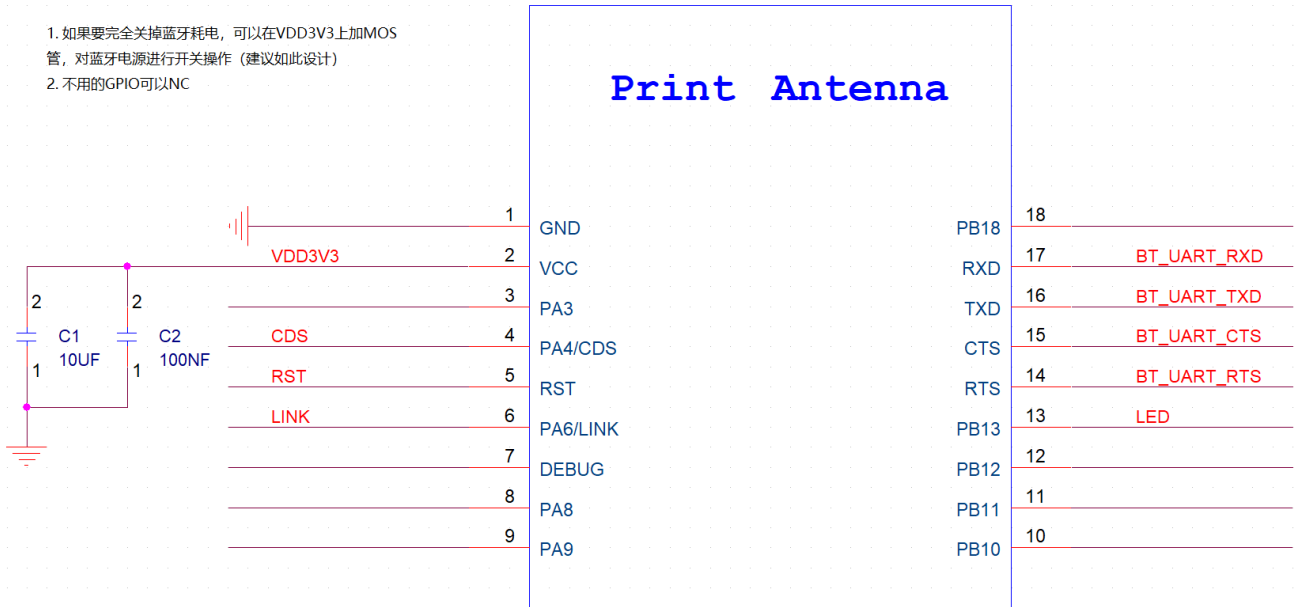 1. 如果要完全关掉蓝牙耗电，可以在VDD3V3上加MOS
管，对蓝牙电源进行开关操作（建议如此设计）
2. 不用的GPIO可以NC
Print Antenna
1 GND
VDD3V3 2 VCC
3 PA3
CDS 4 PA4/CDS
RST 5 RST
LINK 6 PA6/LINK
7 DEBUG
8 PA8
9 PA9
2 2
C1 C2
10UF 100NF
1 1
PB18 18
RXD 17 BT_UART_RXD
TXD 16 BT_UART_TXD
CTS 15 BT_UART_CTS
RTS 14 BT_UART_RTS
PB13 13 LED
PB12 12
PB11 11
PB10 10